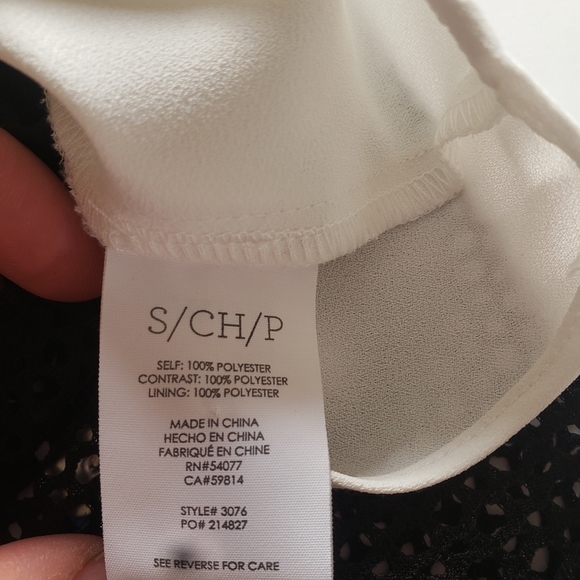 S/CH/P
SELF: 100% POLYESTER
CONTRAST: 100% POLYESTER
LINING: 100% POLYESTER
MADE IN CHINA
HECHO EN CHINA
FABRIQUÉ EN CHINE
RN#54077
CA#59814
STYLE# 3076
PO# 214827
SEE REVERSE FOR CARE